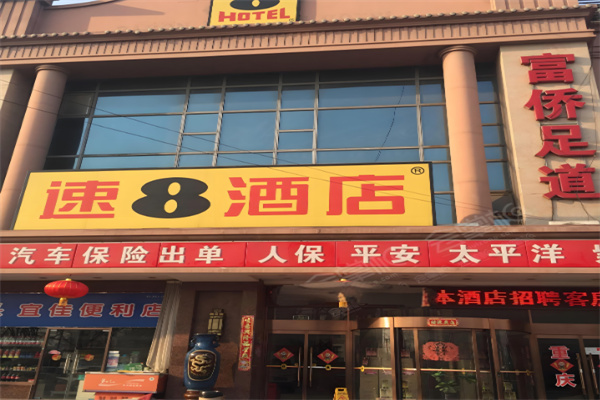 8
HOTEL
富侨足道
速8酒店®
汽车保险出单 人保 平安 太平洋
宜佳便利店
本酒店招聘客房
重庆